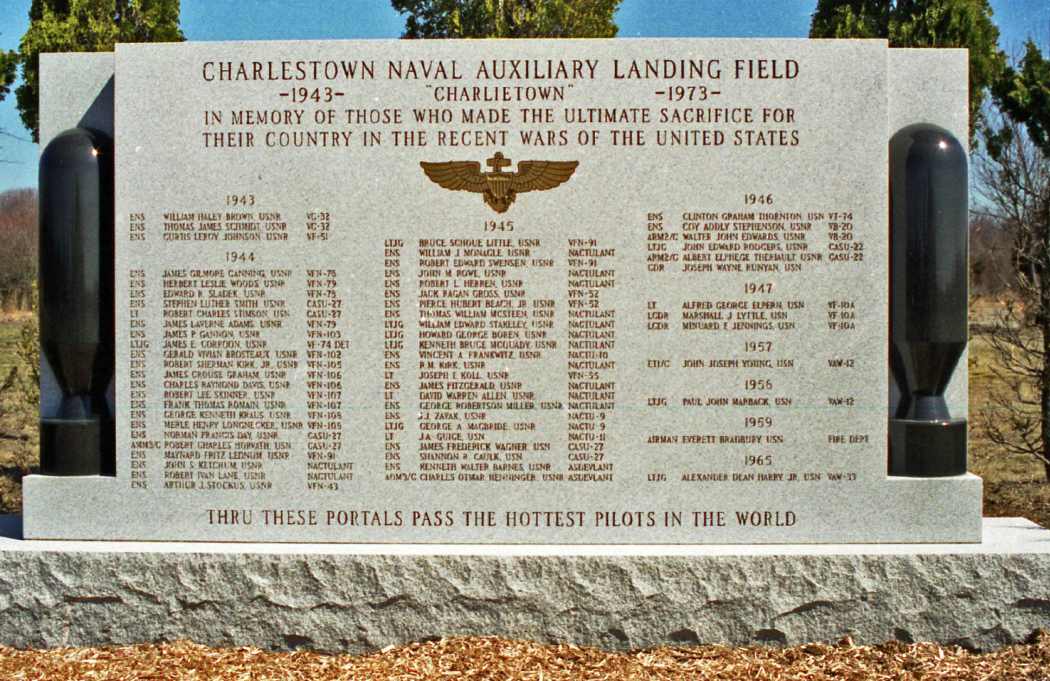 CHARLESTOWN NAVAL AUXILIARY LANDING FIELD
-1943- "CHARLIETOWN" -1973-
IN MEMORY OF THOSE WHO MADE THE ULTIMATE SACRIFICE FOR
THEIR COUNTRY IN THE RECENT WARS OF THE UNITED STATES
1943
ENS WILLIAM HALEY BROWN, USNR VC-32
ENS THOMAS JAMES SCHMIDT, USNR VC-32
ENS CURTIS LEROY JOHNSON, USNR VF-51
1944
ENS JAMES GILMORE CANNING, USNR VFN-76
ENS HERBERT LESLIE WOODS, USNR VFN-79
ENS EDWARD R. SLADEK, USNR VFN-75
ENS STEPHEN LUTHER SMITH, USNR CASU-27
LT ROBERT CHARLES STIMSON, USN CASU-27
ENS JAMES LAVERNE ADAMS, USNR VFN-79
ENS JAMES P. GANNON, USNR VFN-103
LTJG JAMES E. USNR VF-74 DET
ENS GERALD VIVIAN BROSTEAUX, USNR VFN-102
ENS ROBERT SHERMAN KIRK, JR, USNR VFN-105
ENS JAMES CROUSE GRAHAM, USNR VFN-106
ENS CHARLES RAYMOND DAVIS, USNR VFN-106
ENS ROBERT LEE SKINNER, USNR VFN-107
ENS FRANK THOMAS ROMAIN, USNR VFN-107
ENS GEORGE KENNETH KRAUS, USNR VFN-108
ENS MERLE HENRY LONGNECKER, USNR VFN-105
ENS NORMAN FRANCIS DAY, USNR CASU-27
AMM3/C ROBERT CHARLES HORVATH, USN CASU-27
ENS MAYNARD FRITZ LEDNUM, USNR VFN-91
ENS JOHN S. KETCHUM, USNR NACTULANT
ENS ROBERT IVAN LANE, USNR NACTULANT
ENS ARTHUR J. STOCKUS, USNR VFN-43
1945
LTJG BRUCE LITTLE, USNR VFN-91
ENS WILLIAM J. MONAGLE, USNR NACTULANT
ENS ROBERT EDWARD SWENSEN, USNR VFN-91
ENS JOHN M. ROWE, USNR NACTULANT
ENS ROBERT L. HERREN, USNR NACTULANT
ENS JACK RAGAN GROSS, USNR VFN-52
ENS PIERCE HUBERT BEACH, JR, USNR VFN-52
ENS THOMAS WILLIAM MCSTEEN, USNR NACTULANT
LTJG WILLIAM EDWARD STAKELEY, USNR NACTULANT
LTJG HOWARD GEORGE BOREN, USNR NACTULANT
LTJG KENNETH BRUCE MCQUADY, USNR NACTULANT
ENS VINCENT A. FRANKWITZ, USNR NACTU-10
ENS R.M. KIRK, USNR NACTULANT
LT JOSEPH F. KOLL, USNR VFN-55
ENS JAMES FITZGERALD, USNR NACTULANT
LT DAVID WARREN ALLEN, USNR NACTULANT
ENS GEORGE ROBERTSON MILLER, USNR NACTULANT
ENS J.J. ZAYAK, USNR NACTU-9
LTJG GEORGE A. MACBRIDE, USNR NACTU-9
LT J.A. GUICE, USN NACTU-11
ENS JAMES FREDERICK WAGNER, USN CASU-27
ENS SHANNON R. CAULK, USN CASU-27
ENS KENNETH WALTER BARNES, USNR ASDEVLANT
AOM3/C CHARLES OTMAR HENNINGER, USNR ASDEVLANT
1946
ENS CLINTON GRAHAM THORNTON, USN VT-74
ENS COY ADDLY STEPHENSON, USNR VB-20
ARM2/C WALTER JOHN EDWARDS, USNR VB-20
LTJG JOHN EDWARD RODGERS, USNR CASU-22
ARM2/C ALBERT ELPHEGE THERIAULT, USNR CASU-22
CDR JOSEPH WAYNE RUNYAN, USN
1947
LT ALFRED GEORGE ELPERN, USN VF-10A
LCDR MARSHALL J. LYTTLE, USN VF-10A
LCDR MINUARD F. JENNINGS, USN VF-10A
1957
ET1/C JOHN JOSEPH YOUNG, USN VAW-12
1958
LTJG PAUL JOHN MARBACK, USN VAW-12
1959
AIRMAN EVERETT BRADBURY, USN FIRE DEPT
1965
LTJG ALEXANDER DEAN HARRY JR, USN VAW-33
THRU THESE PORTALS PASS THE HOTTEST PILOTS IN THE WORLD